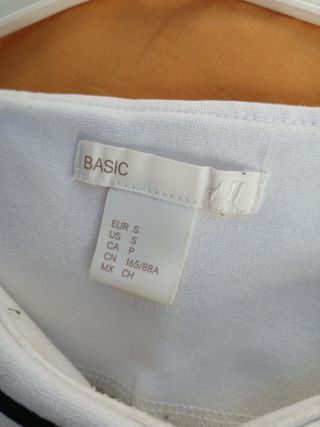 BASIC
EUR S
US S
CA P
CN 165/88A
MX CH